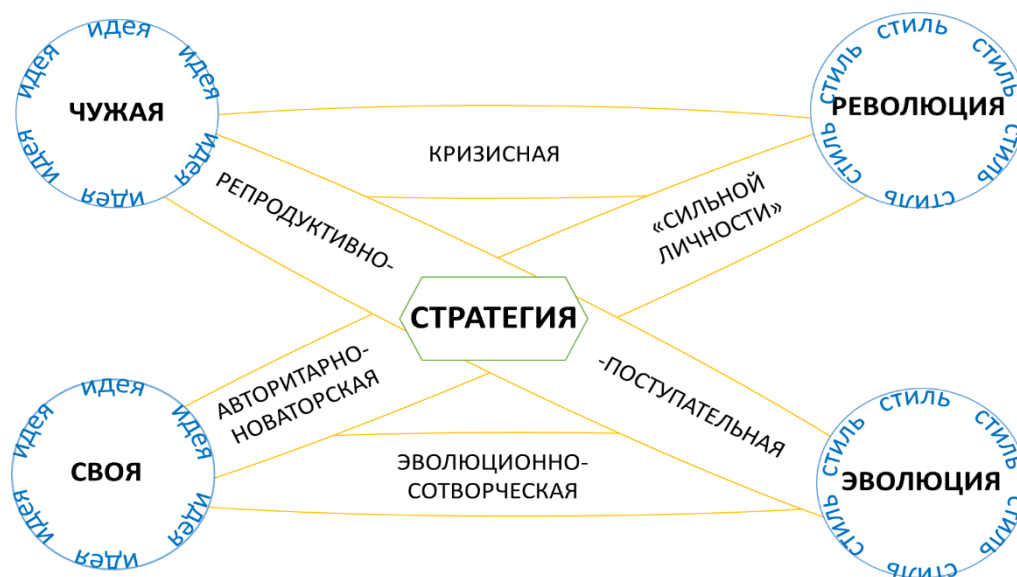 идея идея идея идея идея идея идея
ЧУЖАЯ
стиль стиль стиль стиль стиль стиль стиль
РЕВОЛЮЦИЯ
КРИЗИСНАЯ
РЕПРОДУКТИВНО-
«СИЛЬНОЙ
ЛИЧНОСТИ»
СТРАТЕГИЯ
АВТОРИТАРНО-
НОВАТОРСКАЯ
-ПОСТУПАТЕЛЬНАЯ
идея идея идея идея идея идея
СВОЯ
ЭВОЛЮЦИОННО-
СОТВОРЧЕСКАЯ
стиль стиль стиль стиль стиль стиль стиль
ЭВОЛЮЦИЯ